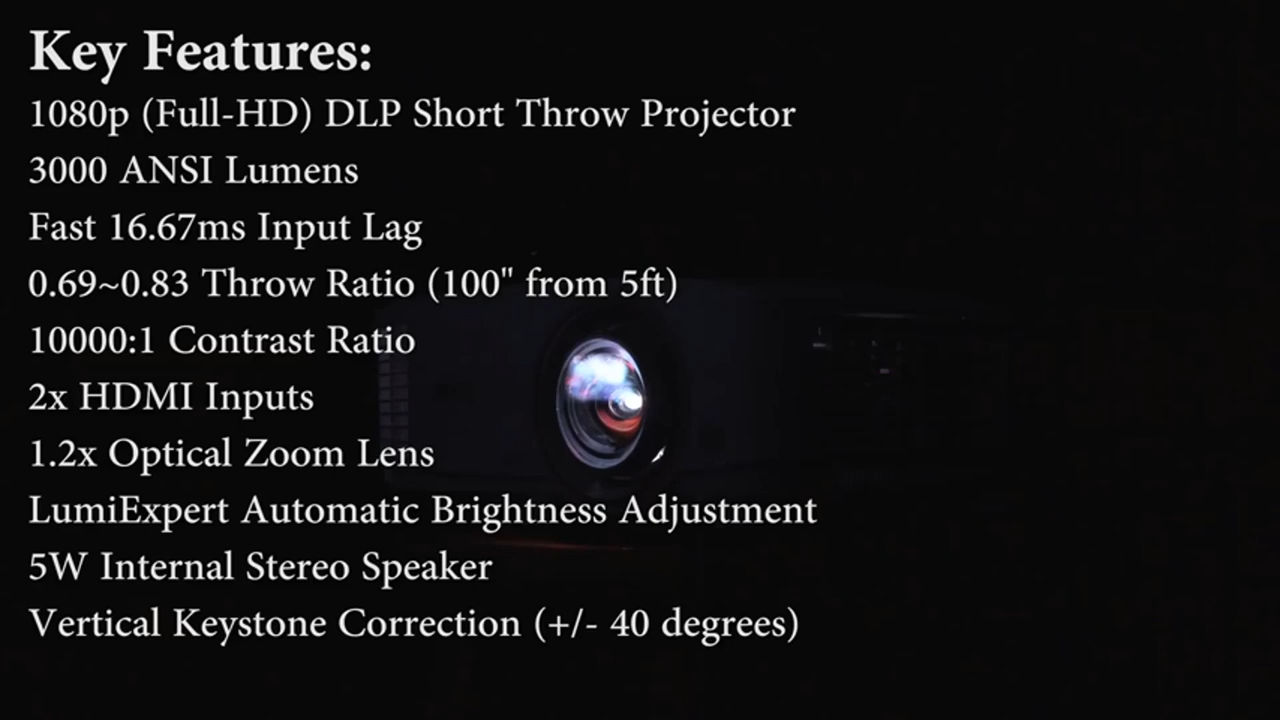 Key Features:
1080p (Full-HD) DLP Short Throw Projector
3000 ANSI Lumens
Fast 16.67ms Input Lag
0.69~0.83 Throw Ratio (100" from 5ft)
10000:1 Contrast Ratio
2x HDMI Inputs
1.2x Optical Zoom Lens
LumiExpert Automatic Brightness Adjustment
5W Internal Stereo Speaker
Vertical Keystone Correction (+/- 40 degrees)